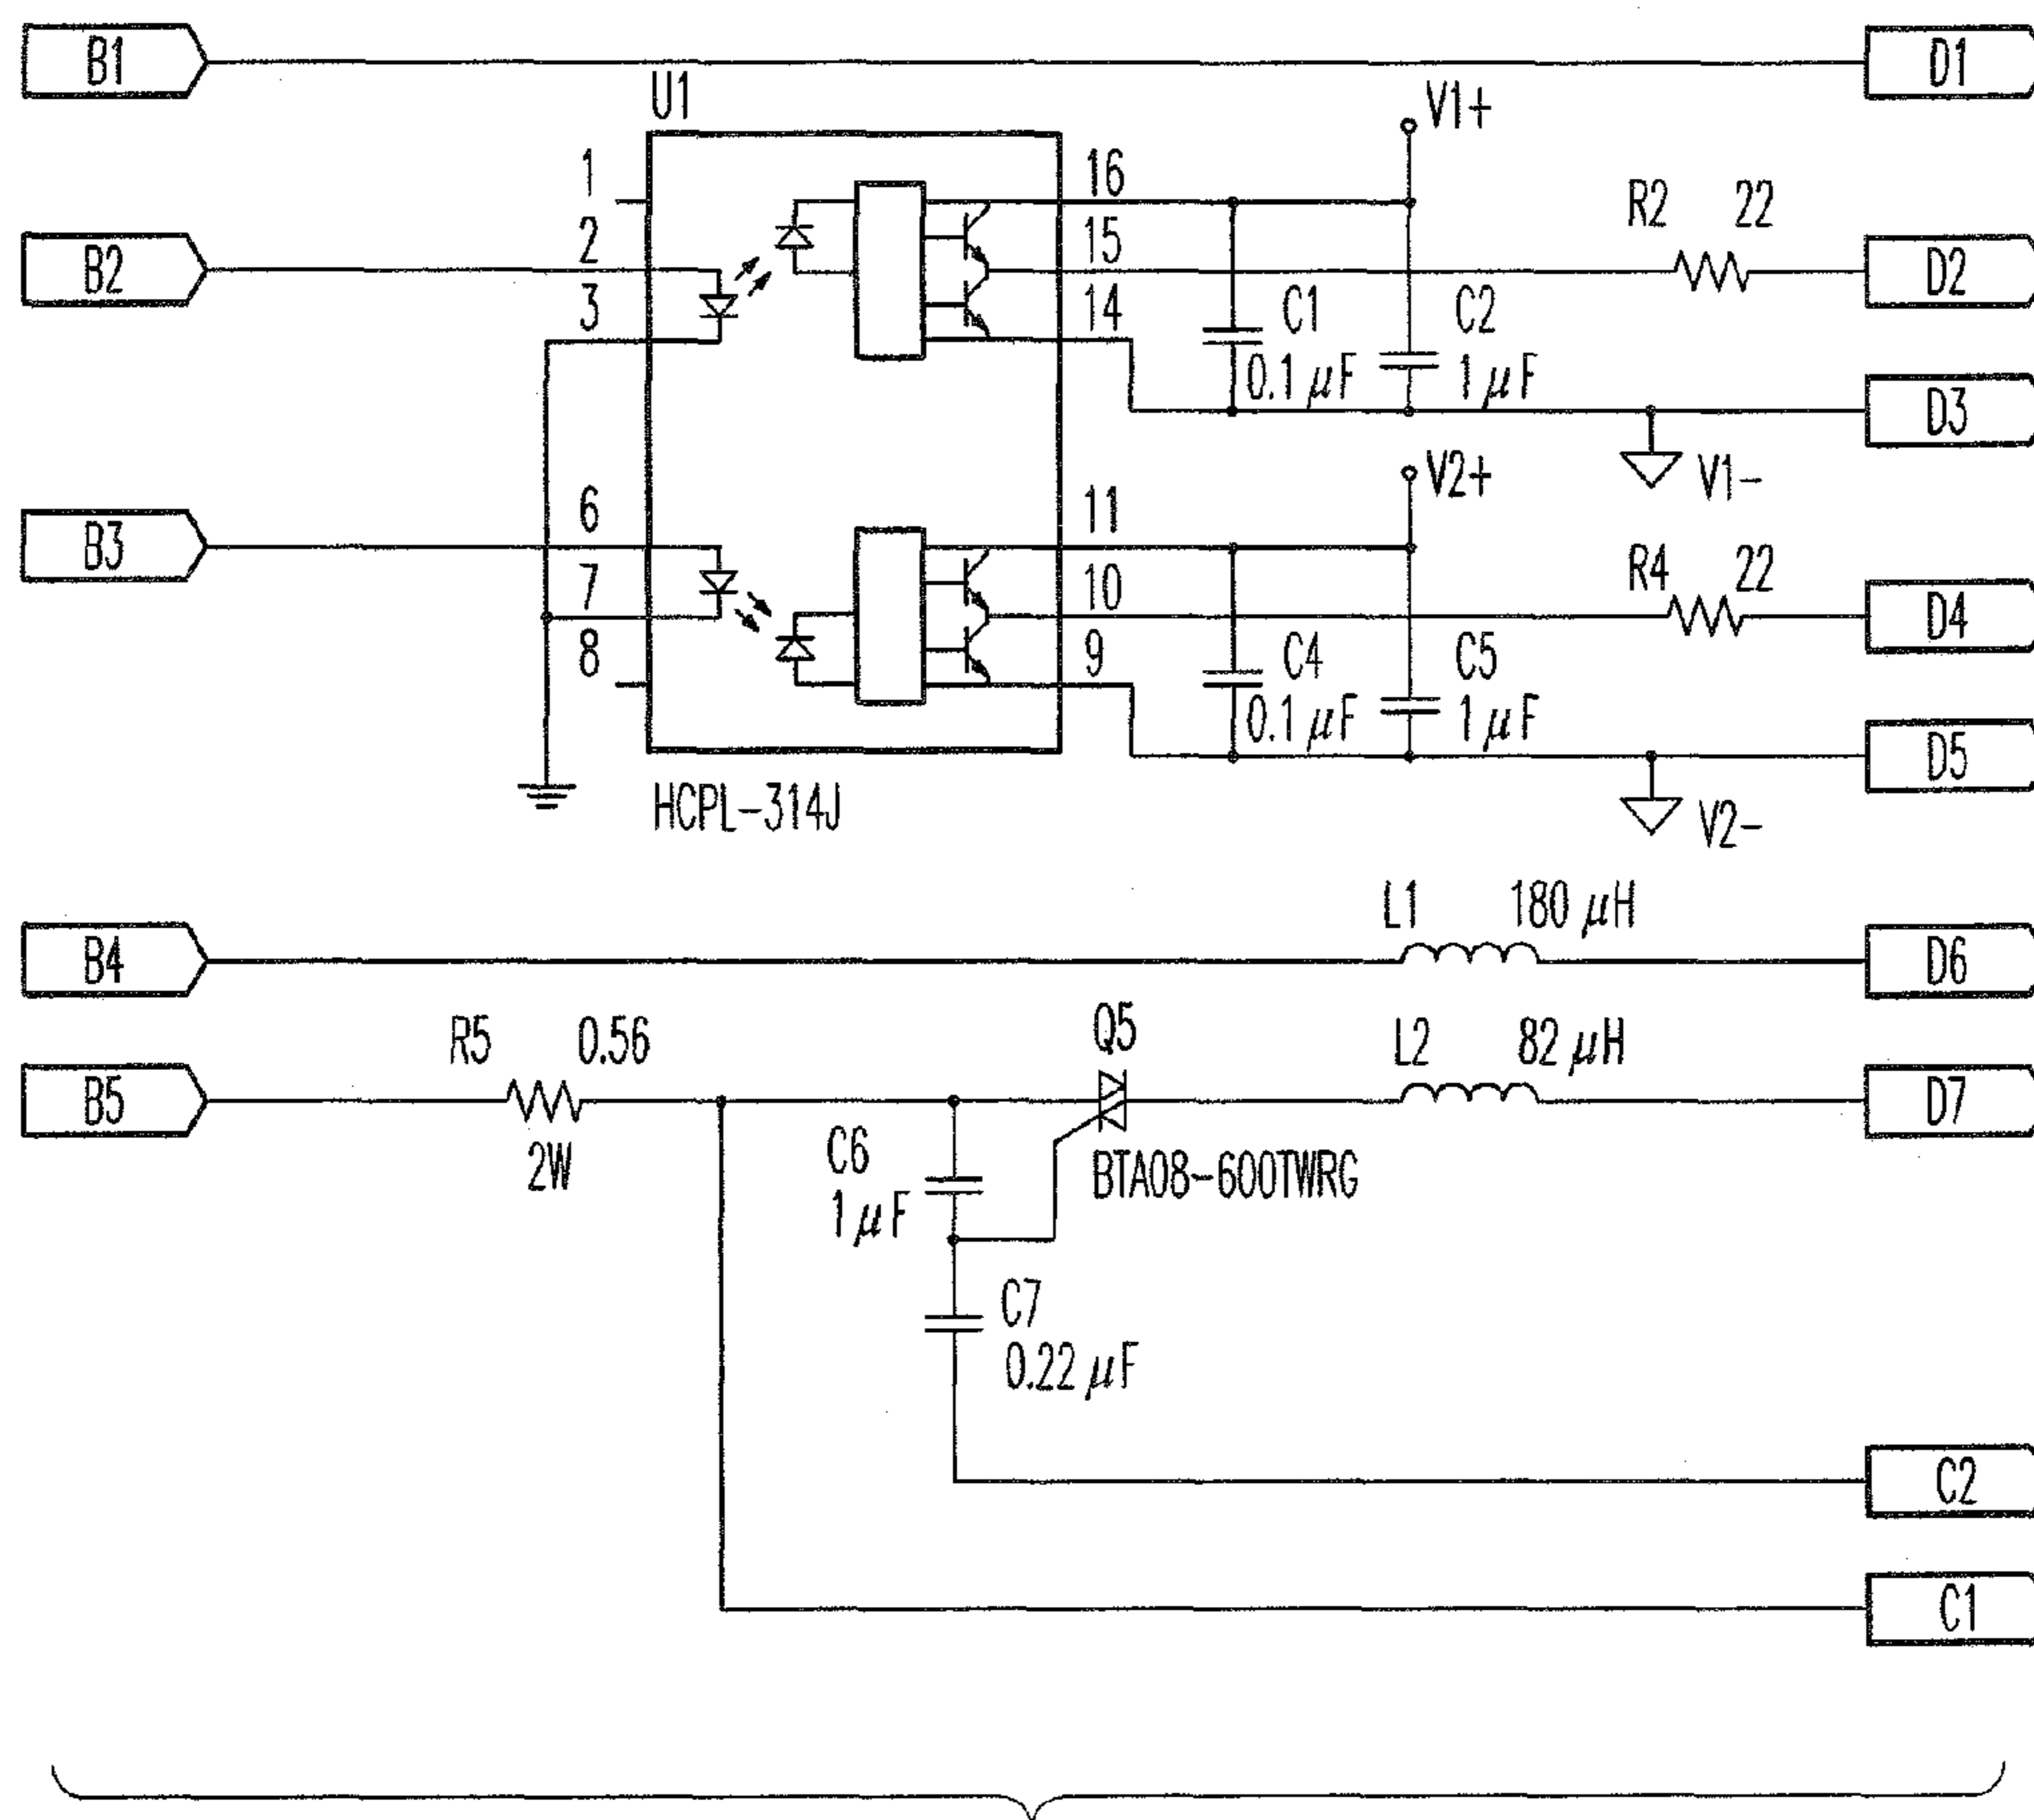 B1
D1
U1
V1+
1
16
R2 22
2
15
B2
D2
3
14
C1
C2
0.1 μF
1 μF
D3
V1-
V2+
6
11
B3
7
10
R4 22
D4
8
9
C4
C5
0.1 μF
1 μF
D5
HCPL-314J
V2-
L1 180 μH
B4
D6
R5 0.56
Q5
L2 82 μH
B5
D7
2W
C6
1 μF
BTA08-600TWRG
C7
0.22 μF
C2
C1